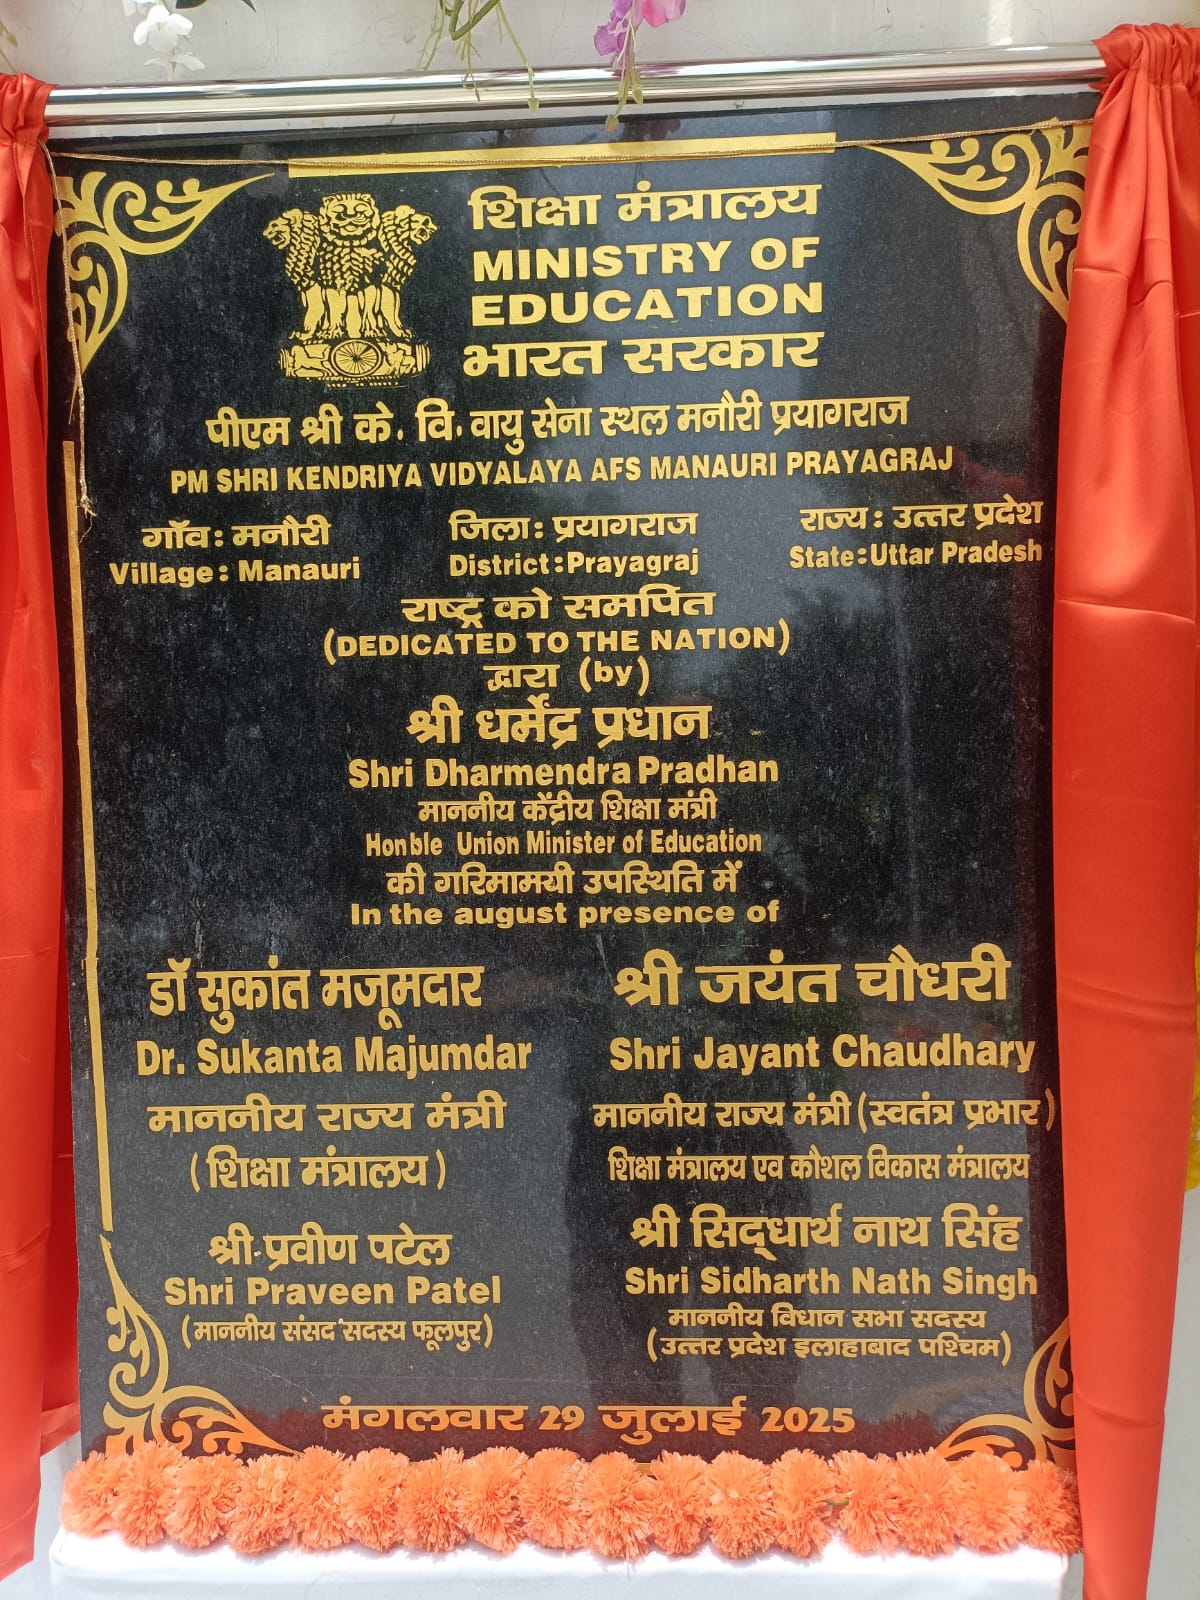 शिक्षा मंत्रालय
MINISTRY OF
EDUCATION
भारत सरकार
पीएम श्री के. वि. वायु सेना स्थल मनौरी प्रयागराज
PM SHRI KENDRIYA VIDYALAYA AFS MANAURI PRAYAGRAJ
गॉव: मनौरी
Village: Manauri
जिला: प्रयागराज
District:Prayagraj
राज्य: उत्तर प्रदेश
State:Uttar Pradesh
राष्ट्र को समर्पित
(DEDICATED TO THE NATION)
द्वारा (by)
श्री धर्मेंद्र प्रधान
Shri Dharmendra Pradhan
माननीय केंद्रीय शिक्षा मंत्री
Honble Union Minister of Education
की गरिमामयी उपस्थिति में
In the august presence of
डॉ सुकांत मजूमदार
Dr. Sukanta Majumdar
माननीय राज्य मंत्री
(शिक्षा मंत्रालय)
श्री जयंत चौधरी
Shri Jayant Chaudhary
माननीय राज्य मंत्री (स्वतंत्र प्रभार)
शिक्षा मंत्रालय एव कौशल विकास मंत्रालय
श्री प्रवीण पटेल
Shri Praveen Patel
(माननीय संसद सदस्य फूलपुर)
श्री सिद्धार्थ नाथ सिंह
Shri Sidharth Nath Singh
माननीय विधान सभा सदस्य
(उत्तर प्रदेश इलाहाबाद पश्चिम)
मंगलवार 29 जुलाई 2025